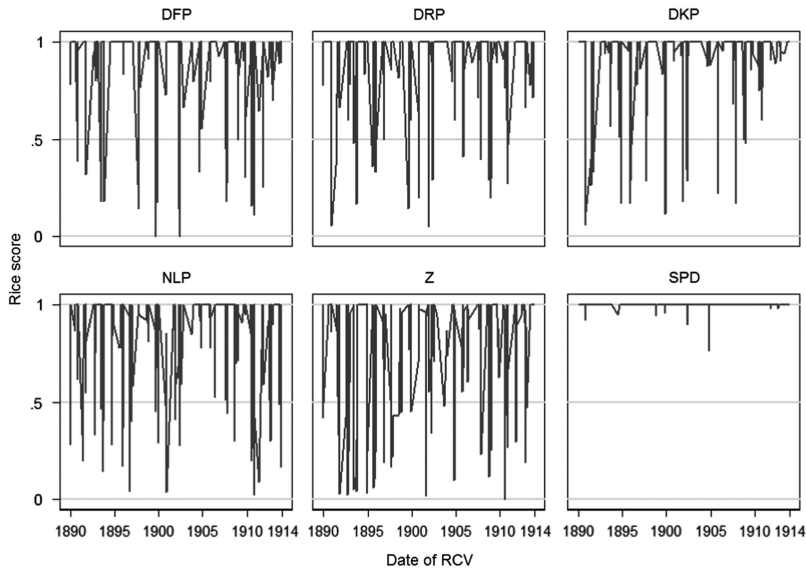 DFP DRP DKP
1
.5
0
NLP Z SPD
1
.5
0
Rice score
1890 1895 1900 1905 1910 1914 1890 1895 1900 1905 1910 1914 1890 1895 1900 1905 1910 1914
Date of RCV